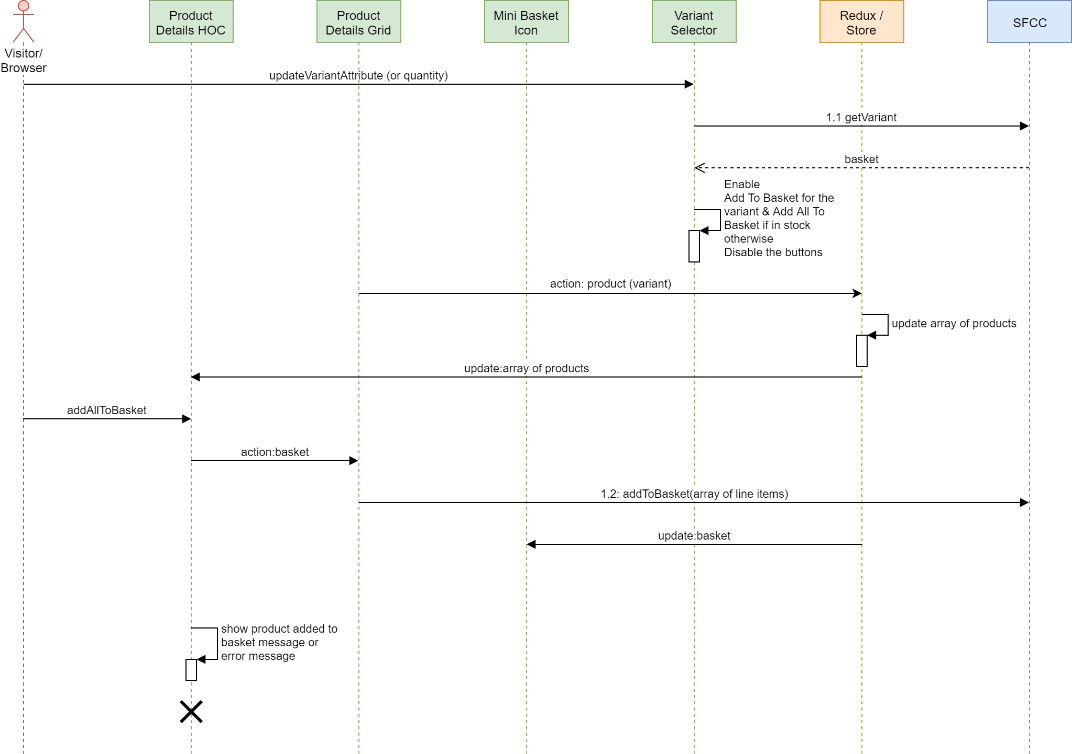 Visitor/
Browser
Product
Details HOC
Product
Details Grid
Mini Basket
Icon
Variant
Selector
Redux /
Store
SFCC
updateVariantAttribute (or quantity)
1.1 getVariant
basket
Enable
Add To Basket for the
variant & Add All To
Basket if in stock
otherwise
Disable the buttons
action: product (variant)
update array of products
update:array of products
addAllToBasket
action:basket
1.2: addToBasket(array of line items)
update:basket
show product added to
basket message or
error message